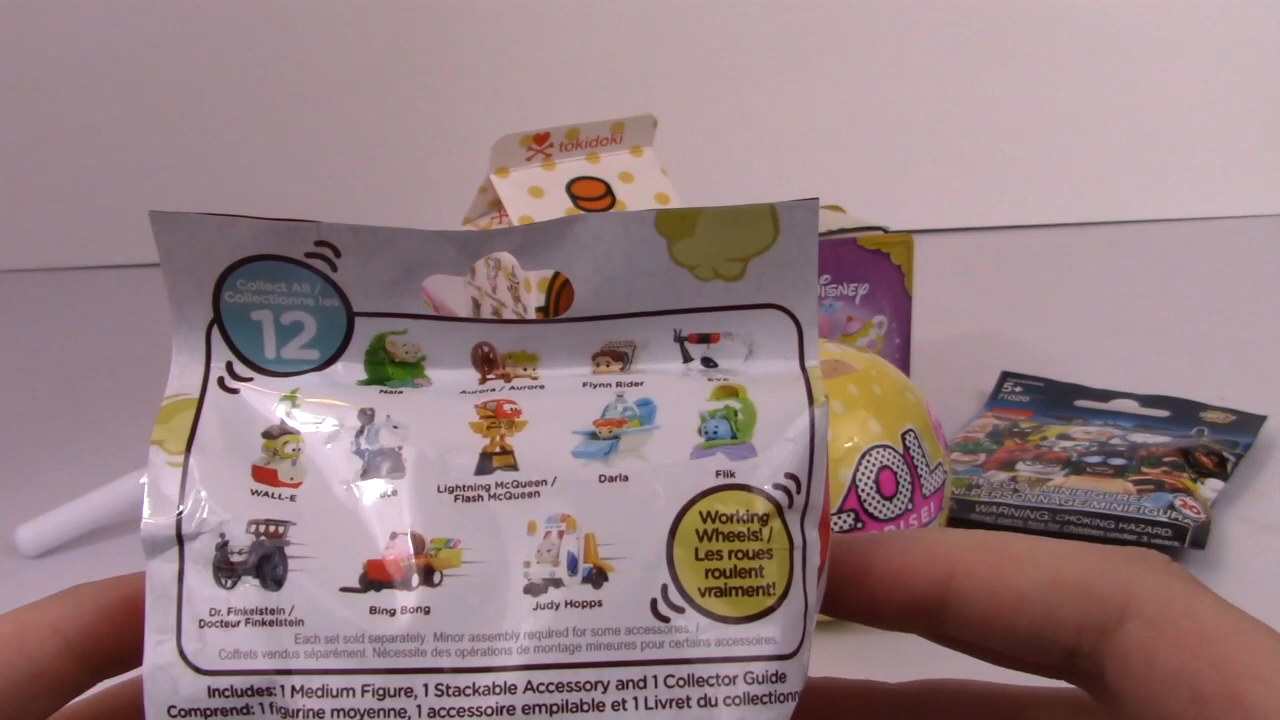 tokidoki
Collect All /
Collectionne les
12
Nala
Aurora / Aurore
Flynn Rider
Eve
WALL-E
Lightning McQueen /
Flash McQueen
Darla
Flik
Working
Wheels! /
Les roues
roulent
vraiment!
Dr. Finkelstein /
Docteur Finkelstein
Bing Bong
Judy Hopps
Each set sold separately. Minor assembly required for some accessories. /
Coffrets vendus séparément. Nécessite des opérations de montage mineures pour certains accessoires.
Includes: 1 Medium Figure, 1 Stackable Accessory and 1 Collector Guide
Comprend: 1 figurine moyenne, 1 accessoire empilable et 1 Livret du collectionn
DISNEY
L.O.L.
5+
71020
WARNING: CHOKING HAZARD.